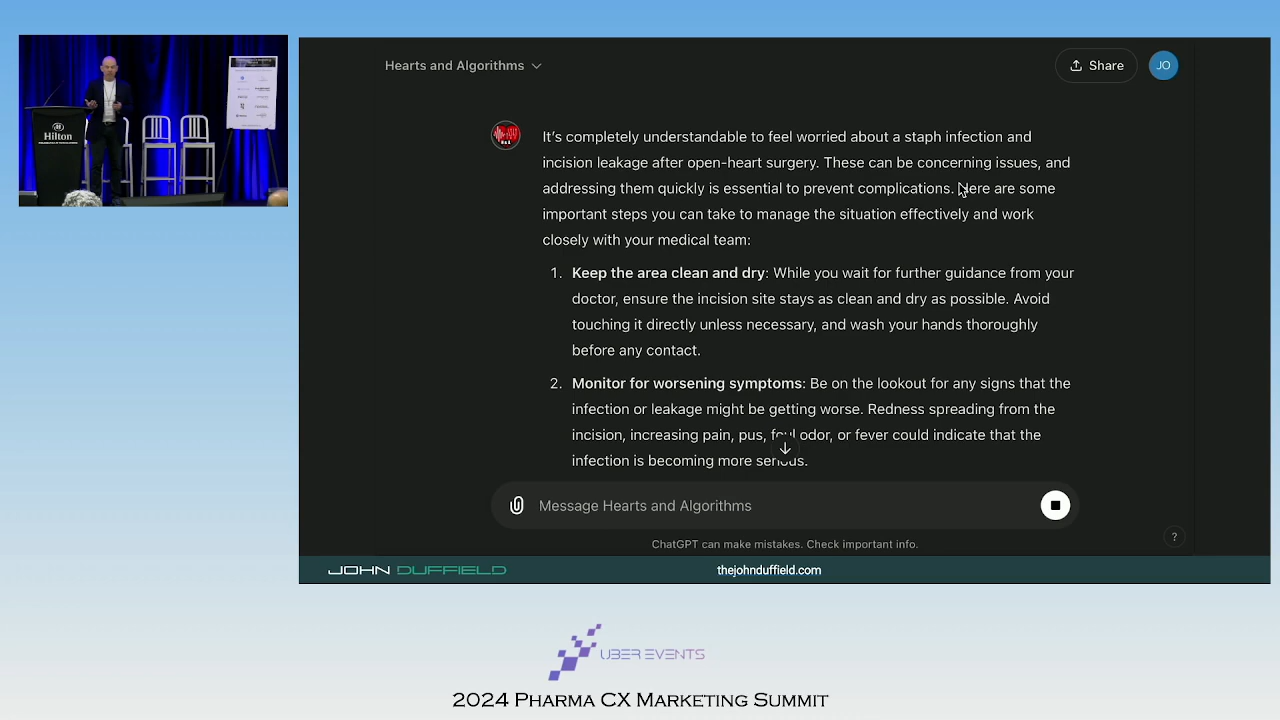 Hilton
Hearts and Algorithms
Share
JO
It's completely understandable to feel worried about a staph infection and
incision leakage after open-heart surgery. These can be concerning issues, and
addressing them quickly is essential to prevent complications. Here are some
important steps you can take to manage the situation effectively and work
closely with your medical team:
1. Keep the area clean and dry: While you wait for further guidance from your
doctor, ensure the incision site stays as clean and dry as possible. Avoid
touching it directly unless necessary, and wash your hands thoroughly
before any contact.
2. Monitor for worsening symptoms: Be on the lookout for any signs that the
infection or leakage might be getting worse. Redness spreading from the
incision, increasing pain, pus, foul odor, or fever could indicate that the
infection is becoming more serious.
Message Hearts and Algorithms
ChatGPT can make mistakes. Check important info.
?
JOHN DUFFIELD
thejohnduffield.com
UBER EVENTS
2024 Pharma CX Marketing Summit